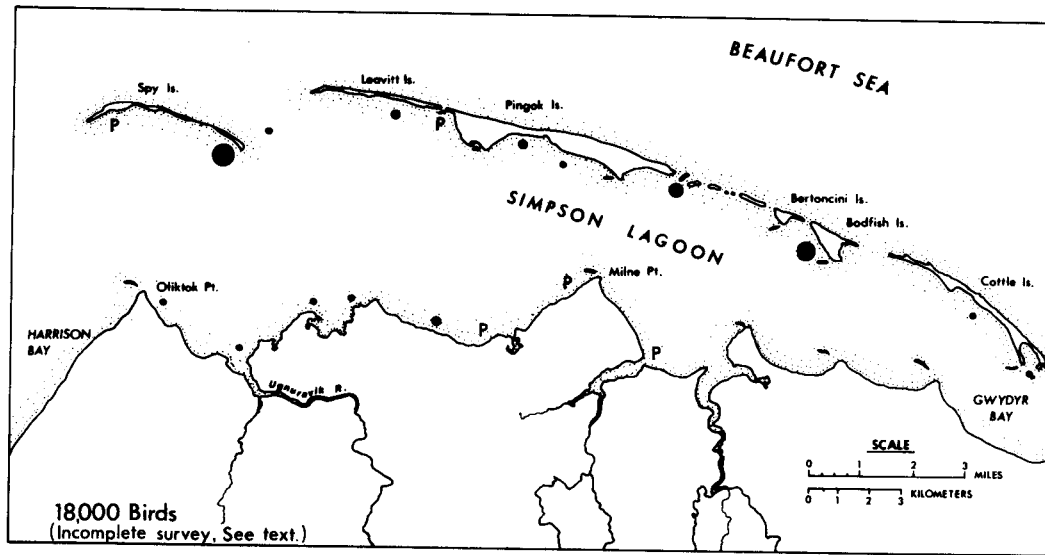 BEAUFORT SEA
Spy Is.
Leavitt Is.
Pingok Is.
P
P
SIMPSON LAGOON
Bertoncini Is.
Bodfish Is.
Cottle Is.
Oliktok Pt.
P
Milne Pt.
HARRISON
BAY
P
P
Ugnuravik R.
GWYDYR
BAY
SCALE
0 1 2 3
MILES
0 1 2 3 KILOMETERS
18,000 Birds
(Incomplete survey, See text.)